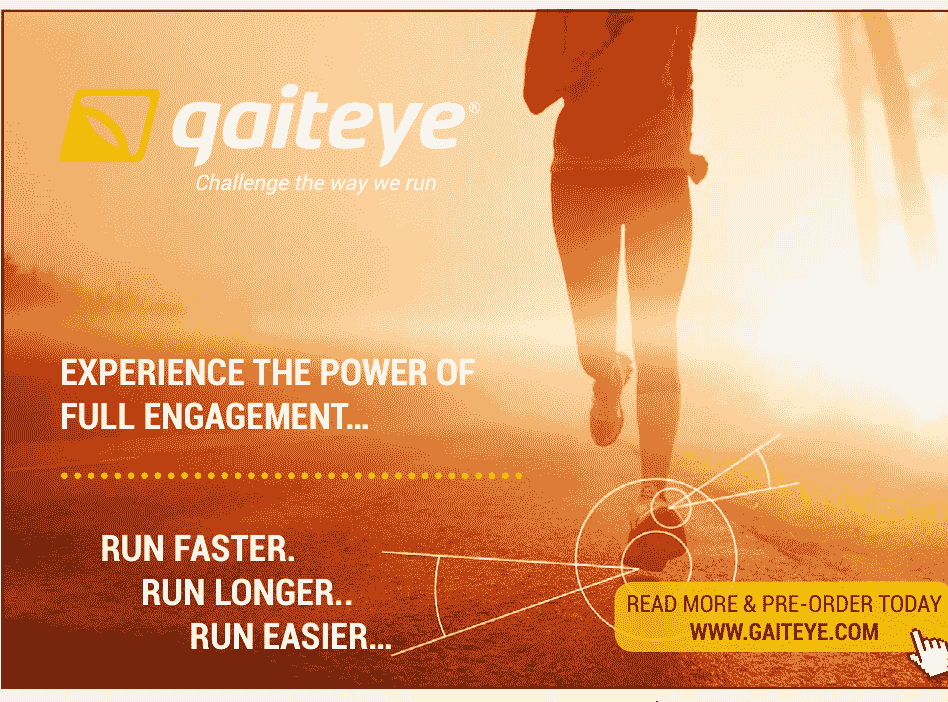 gaiteye®
Challenge the way we run
EXPERIENCE THE POWER OF
FULL ENGAGEMENT...
RUN FASTER.
RUN LONGER..
RUN EASIER...
READ MORE & PRE-ORDER TODAY
WWW.GAITEYE.COM